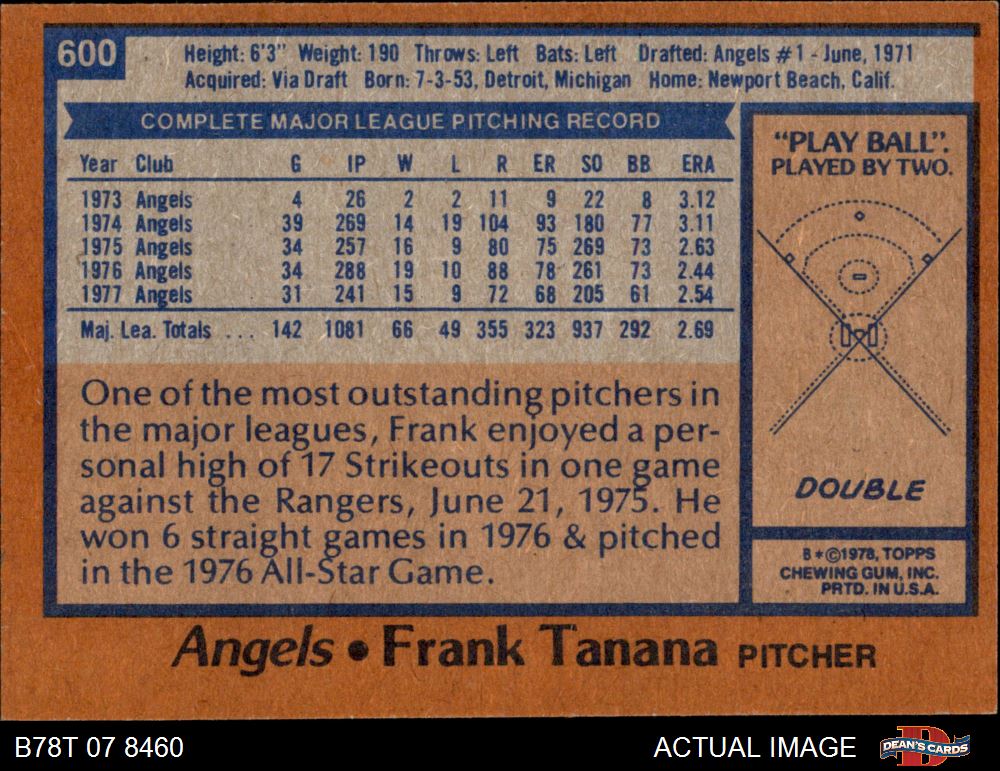 600
Height: 6'3" Weight: 190 Throws: Left Bats: Left Drafted: Angels #1 - June, 1971
Acquired: Via Draft Born: 7-3-53, Detroit, Michigan Home: Newport Beach, Calif.
COMPLETE MAJOR LEAGUE PITCHING RECORD
Year Club G IP W L R ER SO BB ERA
1973 Angels 4 26 2 2 11 9 22 8 3.12
1974 Angels 39 269 14 19 104 93 180 77 3.11
1975 Angels 34 257 16 9 80 75 269 73 2.63
1976 Angels 34 288 19 10 88 78 261 73 2.44
1977 Angels 31 241 15 9 72 68 205 61 2.54
Maj. Lea. Totals ... 142 1081 66 49 355 323 937 292 2.69
One of the most outstanding pitchers in
the major leagues, Frank enjoyed a per-
sonal high of 17 Strikeouts in one game
against the Rangers, June 21, 1975. He
won 6 straight games in 1976 & pitched
in the 1976 All-Star Game.
"PLAY BALL".
PLAYED BY TWO.
DOUBLE
B*©1978, TOPPS
CHEWING GUM, INC.
PRTD. IN U.S.A.
Angels • Frank Tanana PITCHER
B78T 07 8460
ACTUAL IMAGE
D
DEAN'S CARDS